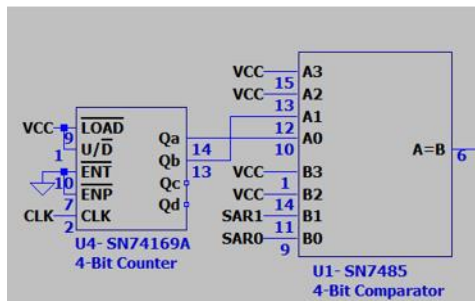 VCC
LOAD
9
U/D
1
ENT
10
ENP
7
CLK
CLK
2
Qa
14
Qb
13
Qc
Qd
U4- SN74169A
4-Bit Counter
VCC
A3
15
VCC
A2
13
A1
12
A0
10
VCC
B3
1
VCC
B2
14
SAR1
B1
11
SAR0
B0
9
A=B
6
U1- SN7485
4-Bit Comparator